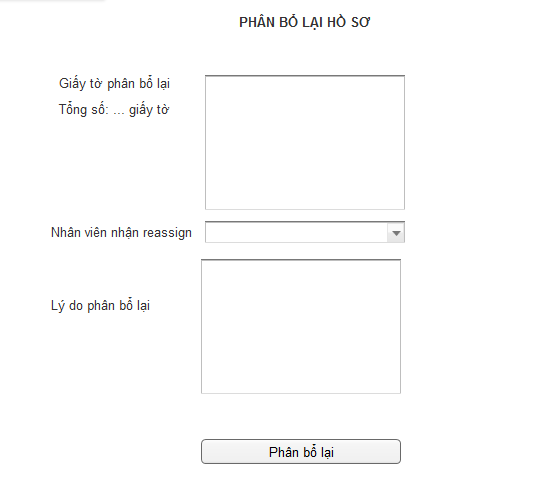 PHÂN BỔ LẠI HỒ SƠ
Giấy tờ phân bổ lại
Tổng số: ... giấy tờ
Nhân viên nhận reassign
Lý do phân bổ lại
Phân bổ lại